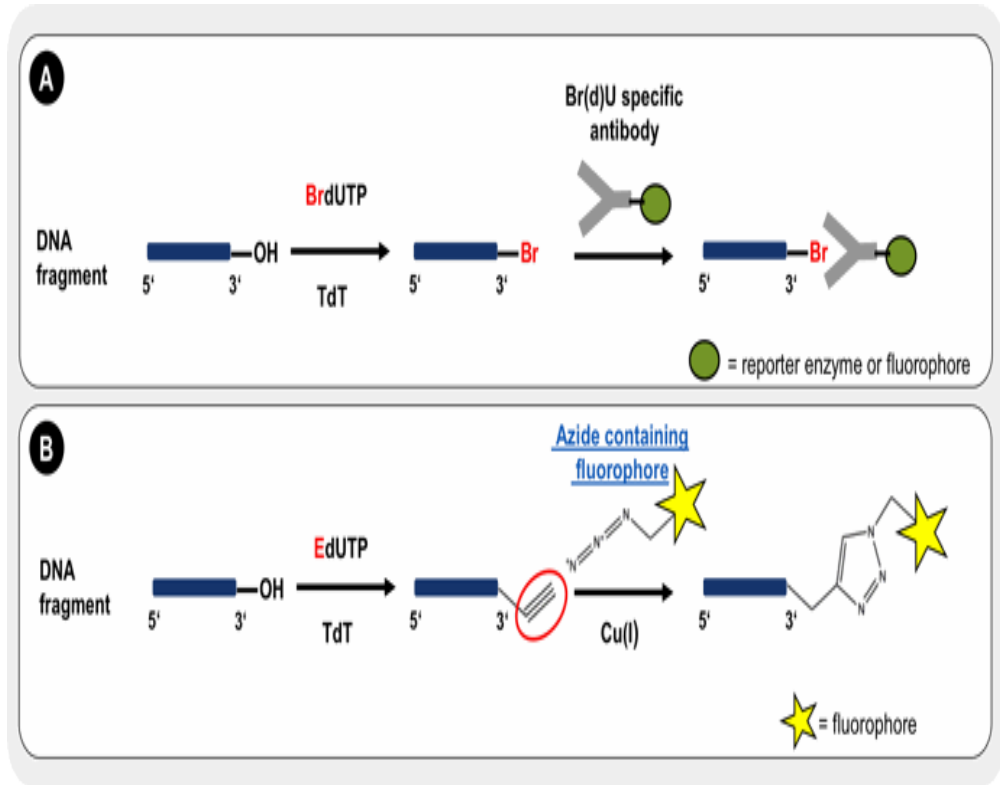 A
Br(d)U specific
antibody
BrdUTP
DNA
fragment
OH
Br
Br
TdT
5‘
3‘
5‘
3‘
5‘
3‘
= reporter enzyme or fluorophore
B
Azide containing
fluorophore
N
N⁺
⁻N
EdUTP
DNA
fragment
OH
TdT
Cu(I)
5‘
3‘
5‘
3‘
5‘
3‘
N
N
N
= fluorophore